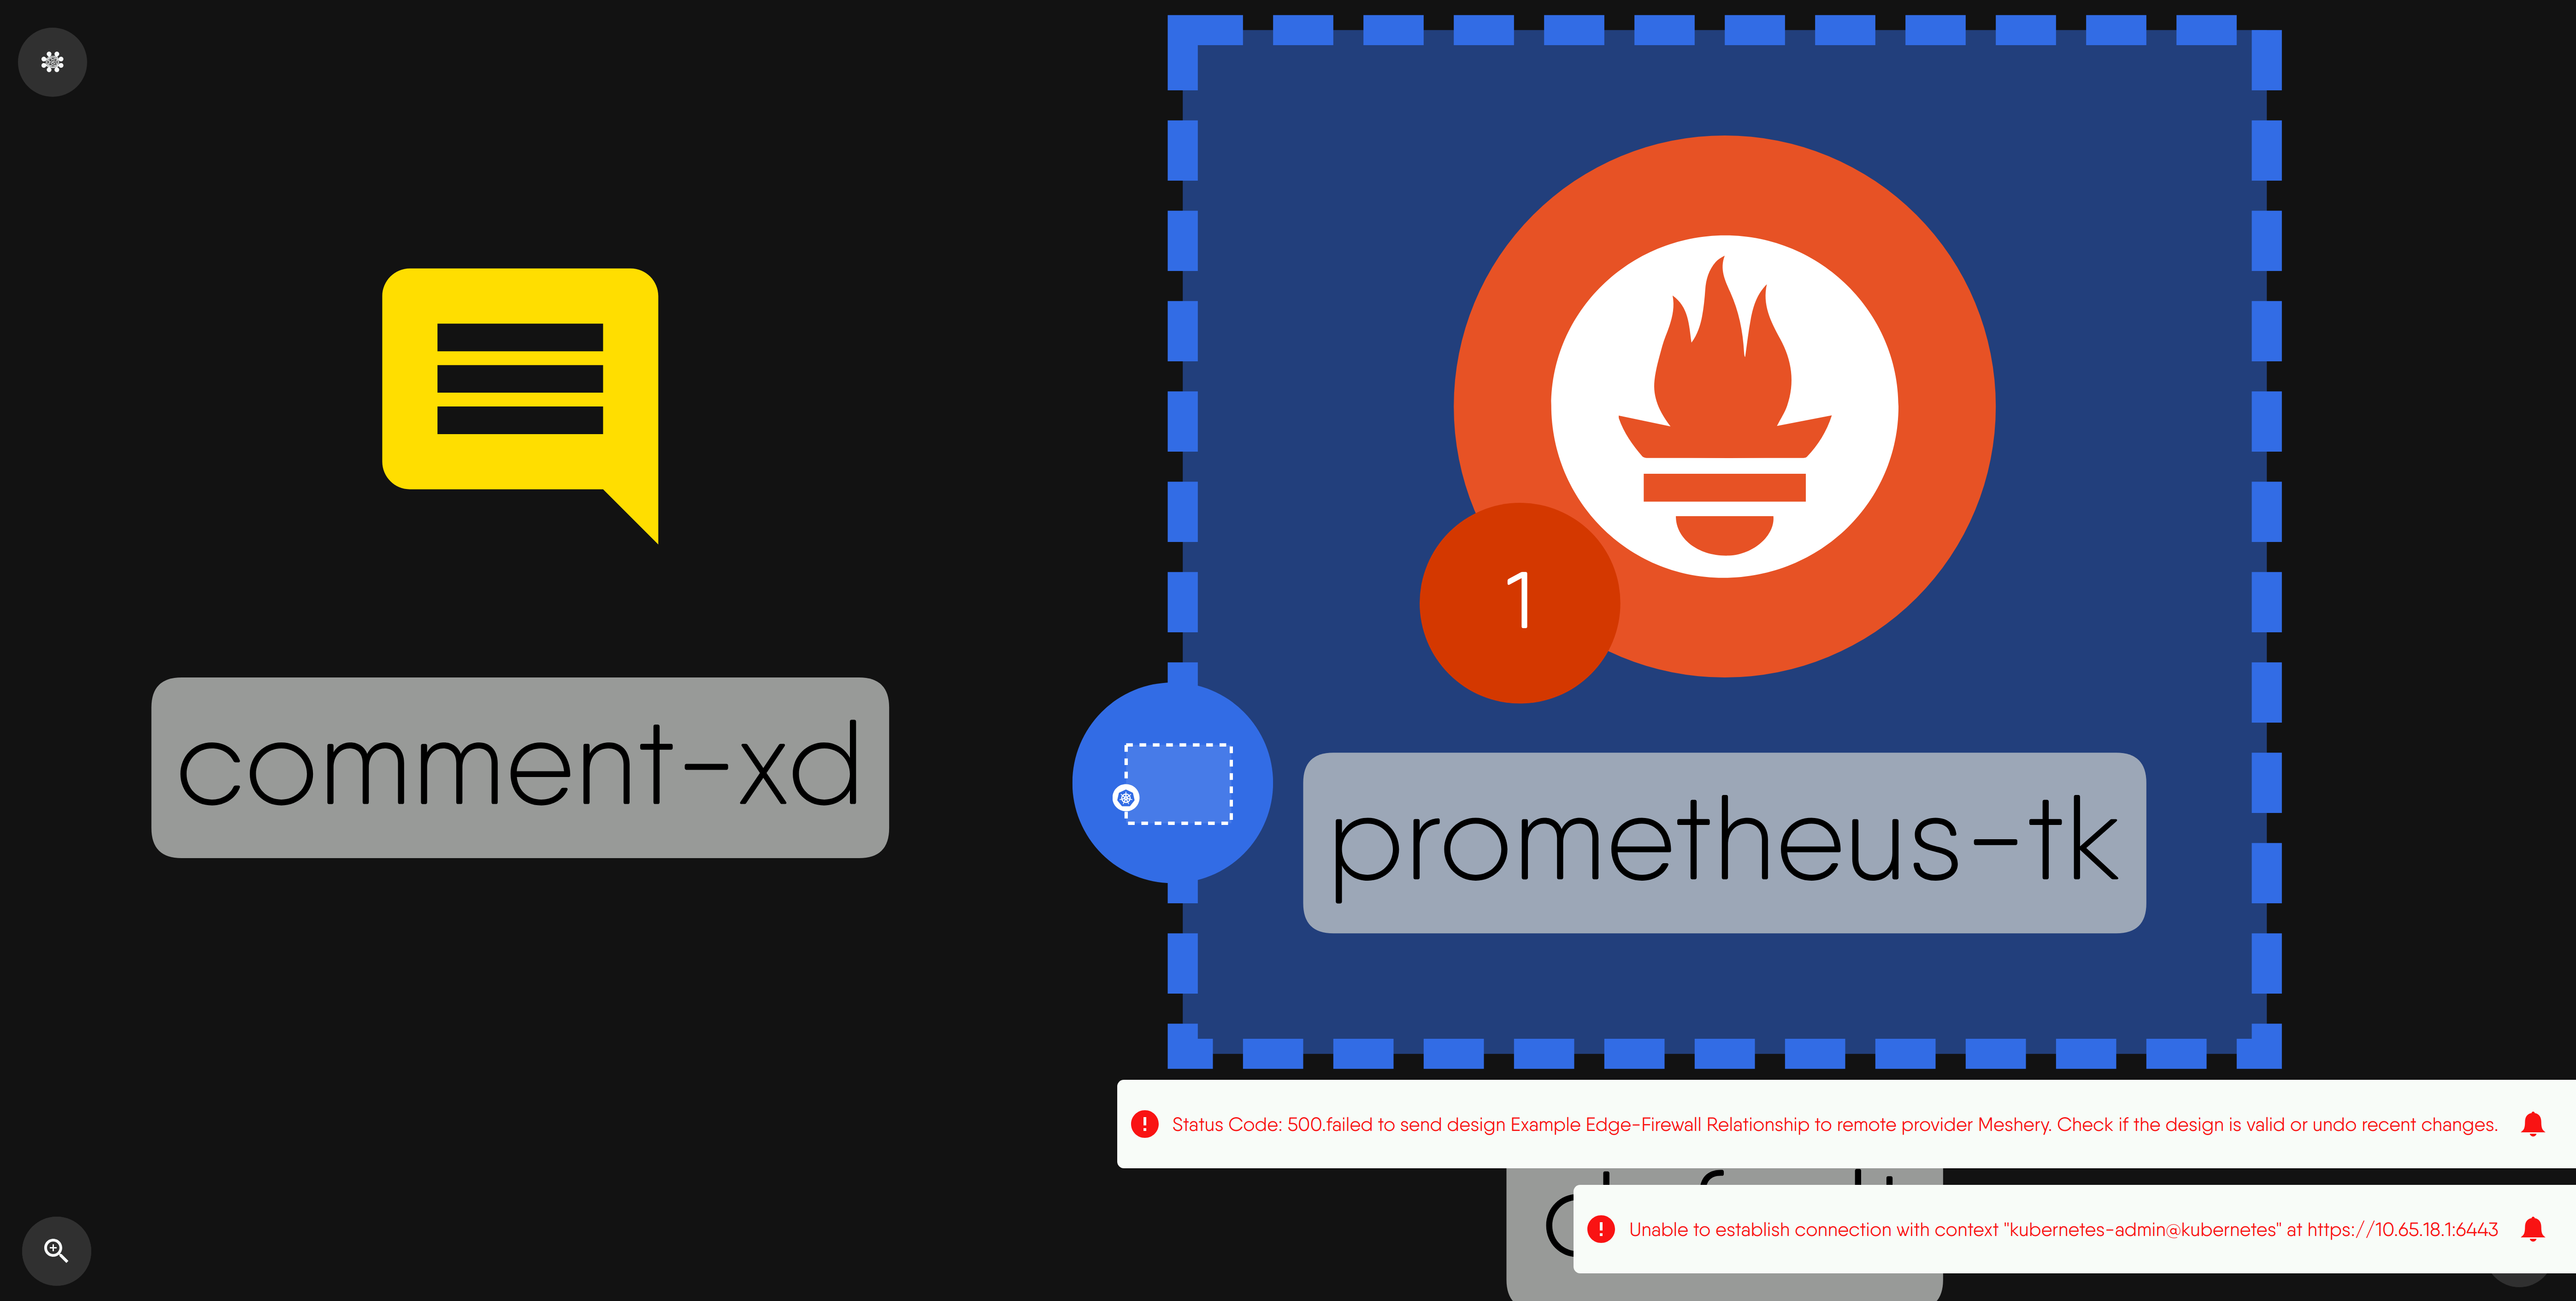 1
comment-xd
prometheus-tk
Status Code: 500.failed to send design Example Edge-Firewall Relationship to remote provider Meshery. Check if the design is valid or undo recent changes.
Unable to establish connection with context "kubernetes-admin@kubernetes" at https://10.65.18.1:6443